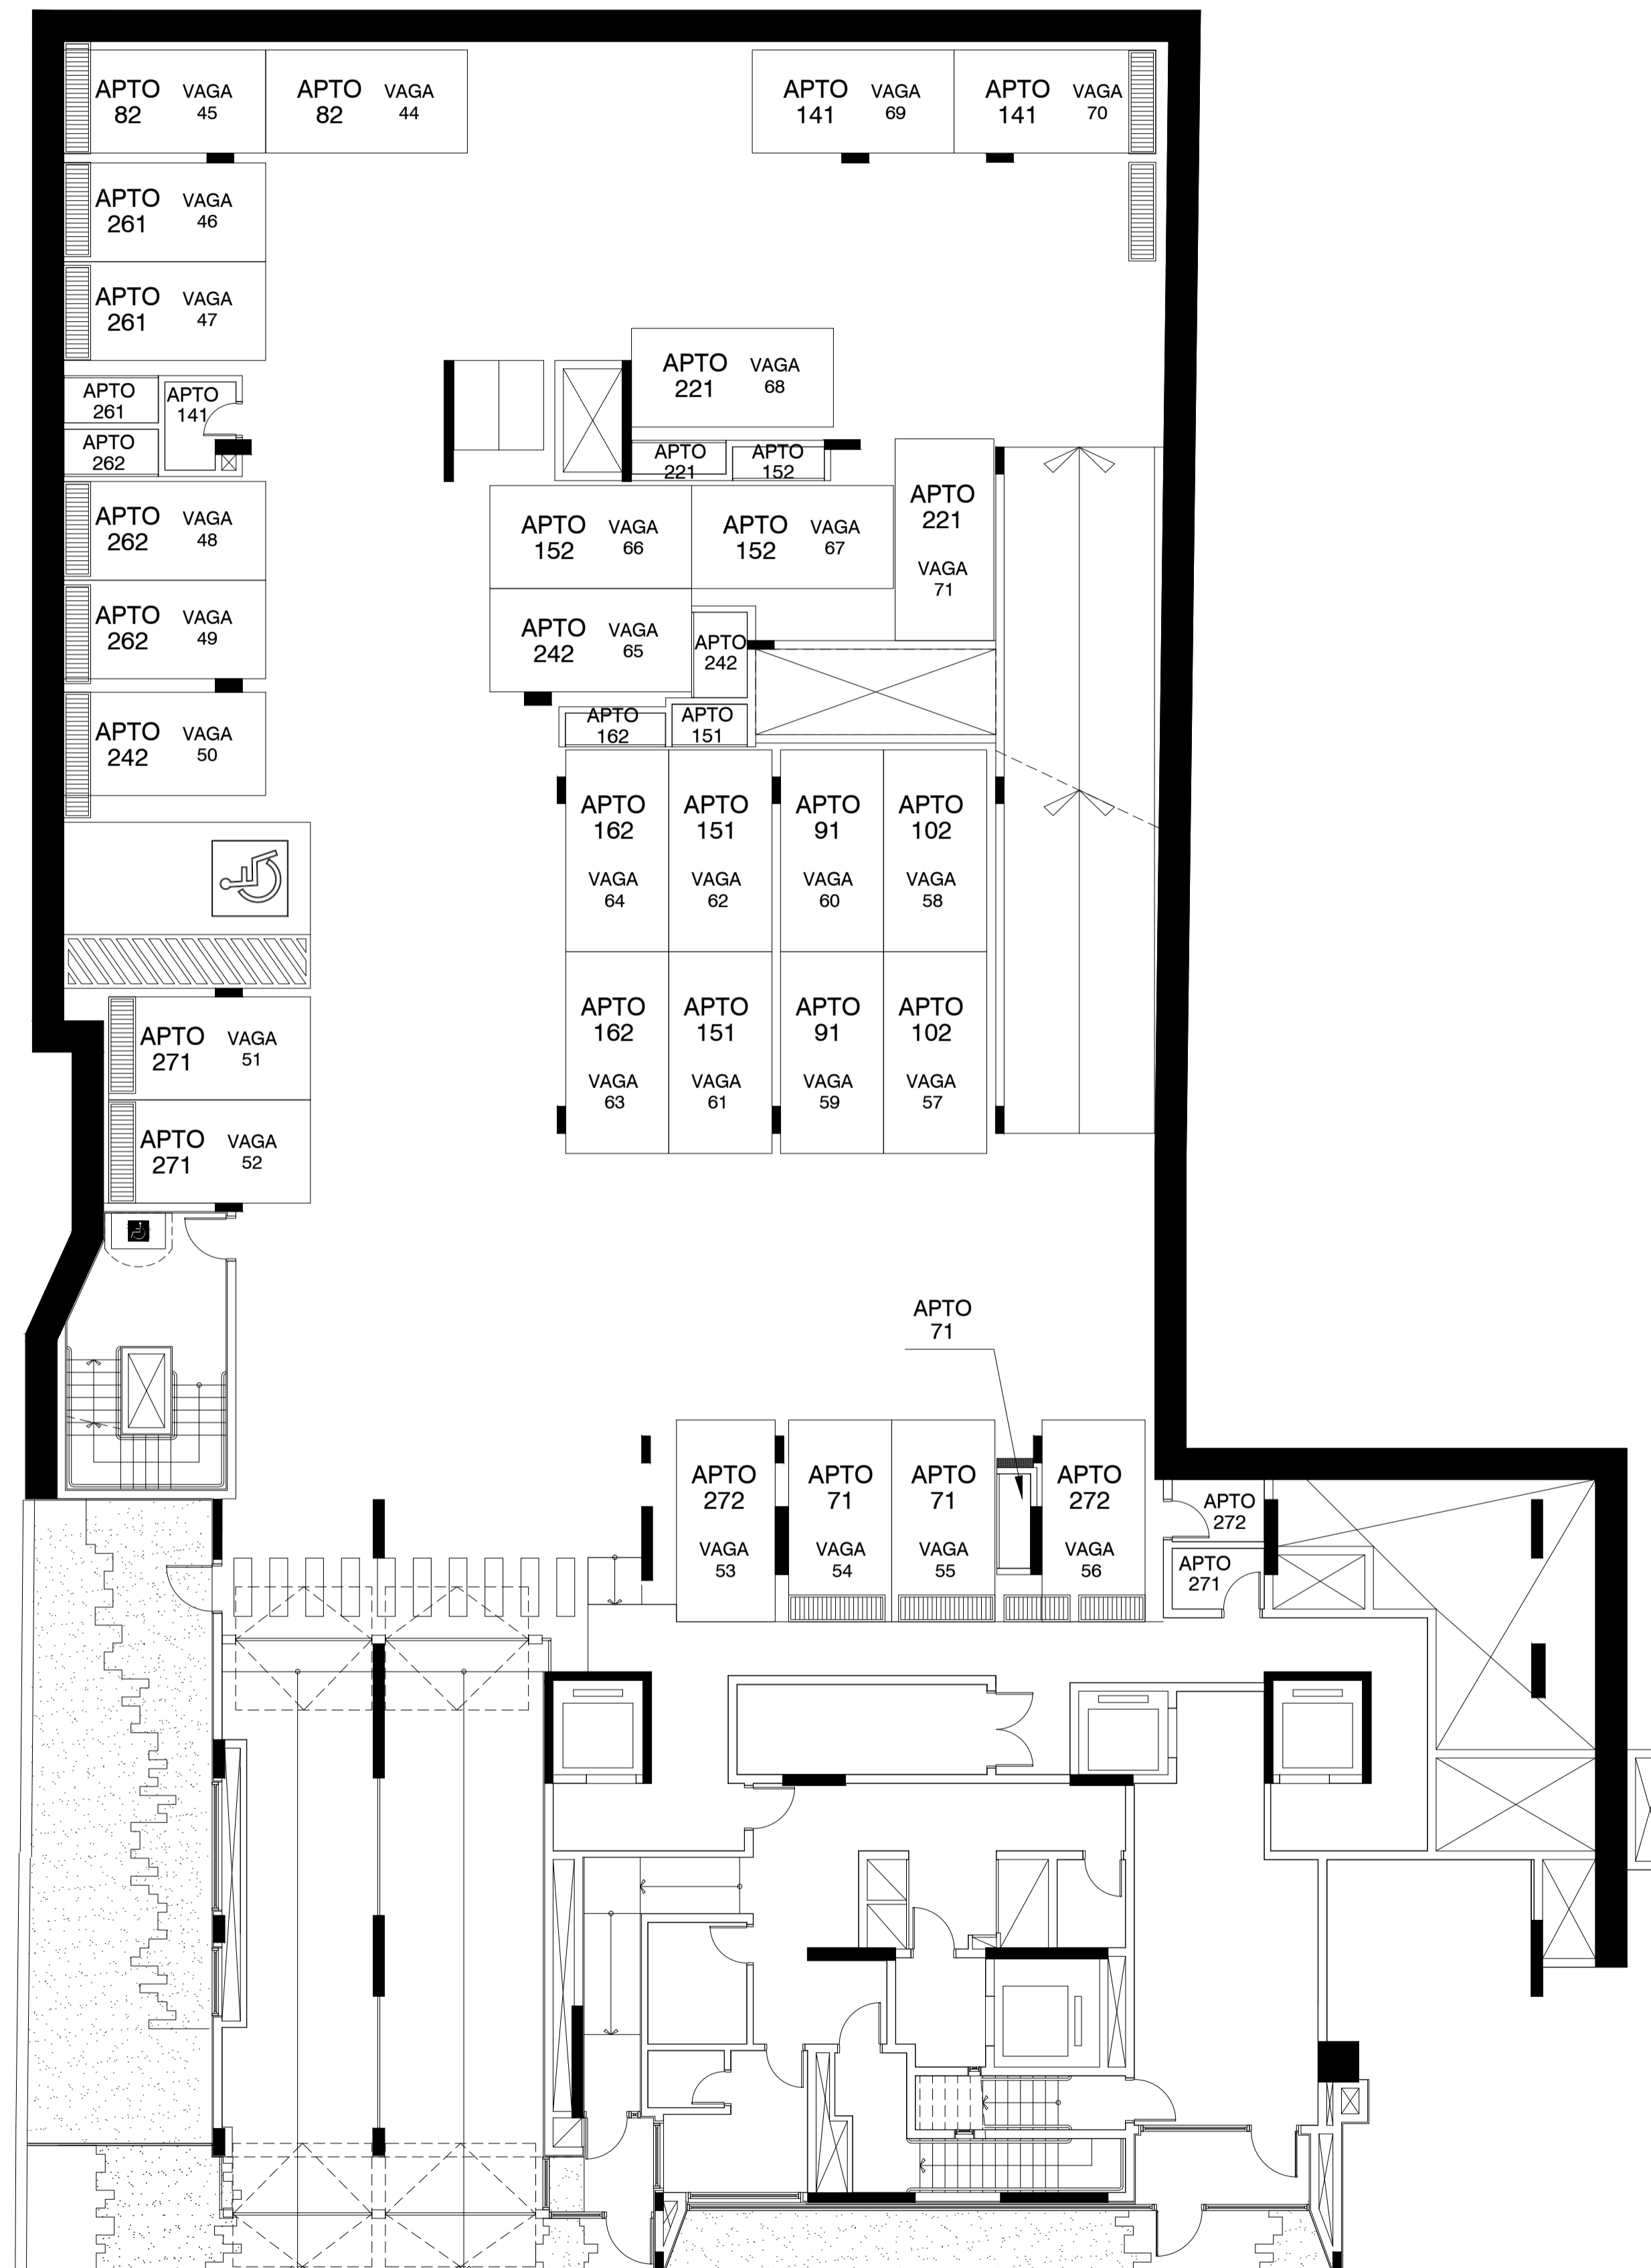 APTO
82
VAGA
45
APTO
82
VAGA
44
APTO
141
VAGA
69
APTO
141
VAGA
70
APTO
261
VAGA
46
APTO
261
VAGA
47
APTO
261
APTO
141
APTO
262
APTO
221
VAGA
68
APTO
221
APTO
152
APTO
262
VAGA
48
APTO
152
VAGA
66
APTO
152
VAGA
67
APTO
221
VAGA
71
APTO
262
VAGA
49
APTO
242
VAGA
65
APTO
242
APTO
242
VAGA
50
APTO
162
APTO
151
APTO
162
VAGA
64
APTO
151
VAGA
62
APTO
91
VAGA
60
APTO
102
VAGA
58
APTO
162
VAGA
63
APTO
151
VAGA
61
APTO
91
VAGA
59
APTO
102
VAGA
57
APTO
271
VAGA
51
APTO
271
VAGA
52
APTO
71
APTO
272
VAGA
53
APTO
71
VAGA
54
APTO
71
VAGA
55
APTO
272
VAGA
56
APTO
272
APTO
271